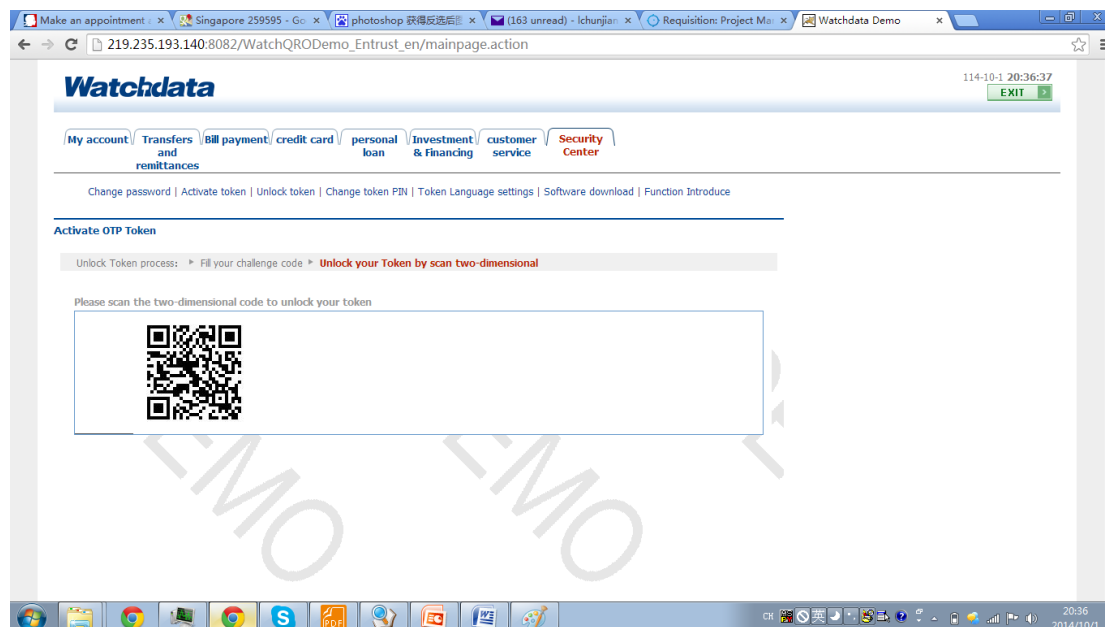 Make an appointment
Singapore 259595 - Go
photoshop 获得反选后
(163 unread) - lchunjian
Requisition: Project Ma
Watchdata Demo
219.235.193.140:8082/WatchQRODemo_Entrust_en/mainpage.action
Watchdata
114-10-1 20:36:37
EXIT
My account
Transfers and remittances
Bill payment
credit card
personal loan
Investment & Financing
customer service
Security Center
Change password | Activate token | Unlock token | Change token PIN | Token Language settings | Software download | Function Introduce
Activate OTP Token
Unlock Token process: Fill your challenge code Unlock your Token by scan two-dimensional
Please scan the two-dimensional code to unlock your token
EMO
EMO
CH 英
20:36
2014/10/1